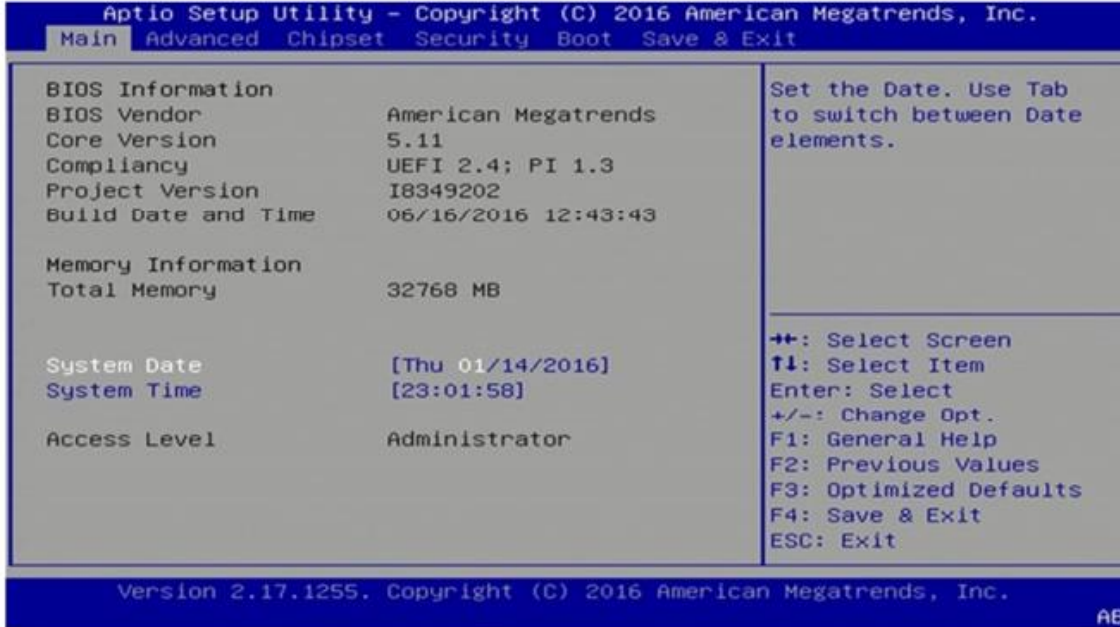 Aptio Setup Utility – Copyright (C) 2016 American Megatrends, Inc.
Main Advanced Chipset Security Boot Save & Exit
BIOS Information
BIOS Vendor American Megatrends
Core Version 5.11
Compliancy UEFI 2.4; PI 1.3
Project Version I8349202
Build Date and Time 06/16/2016 12:43:43
Memory Information
Total Memory 32768 MB
System Date [Thu 01/14/2016]
System Time [23:01:58]
Access Level Administrator
Set the Date. Use Tab
to switch between Date
elements.
→←: Select Screen
↑↓: Select Item
Enter: Select
+/-: Change Opt.
F1: General Help
F2: Previous Values
F3: Optimized Defaults
F4: Save & Exit
ESC: Exit
Version 2.17.1255. Copyright (C) 2016 American Megatrends, Inc.
AB